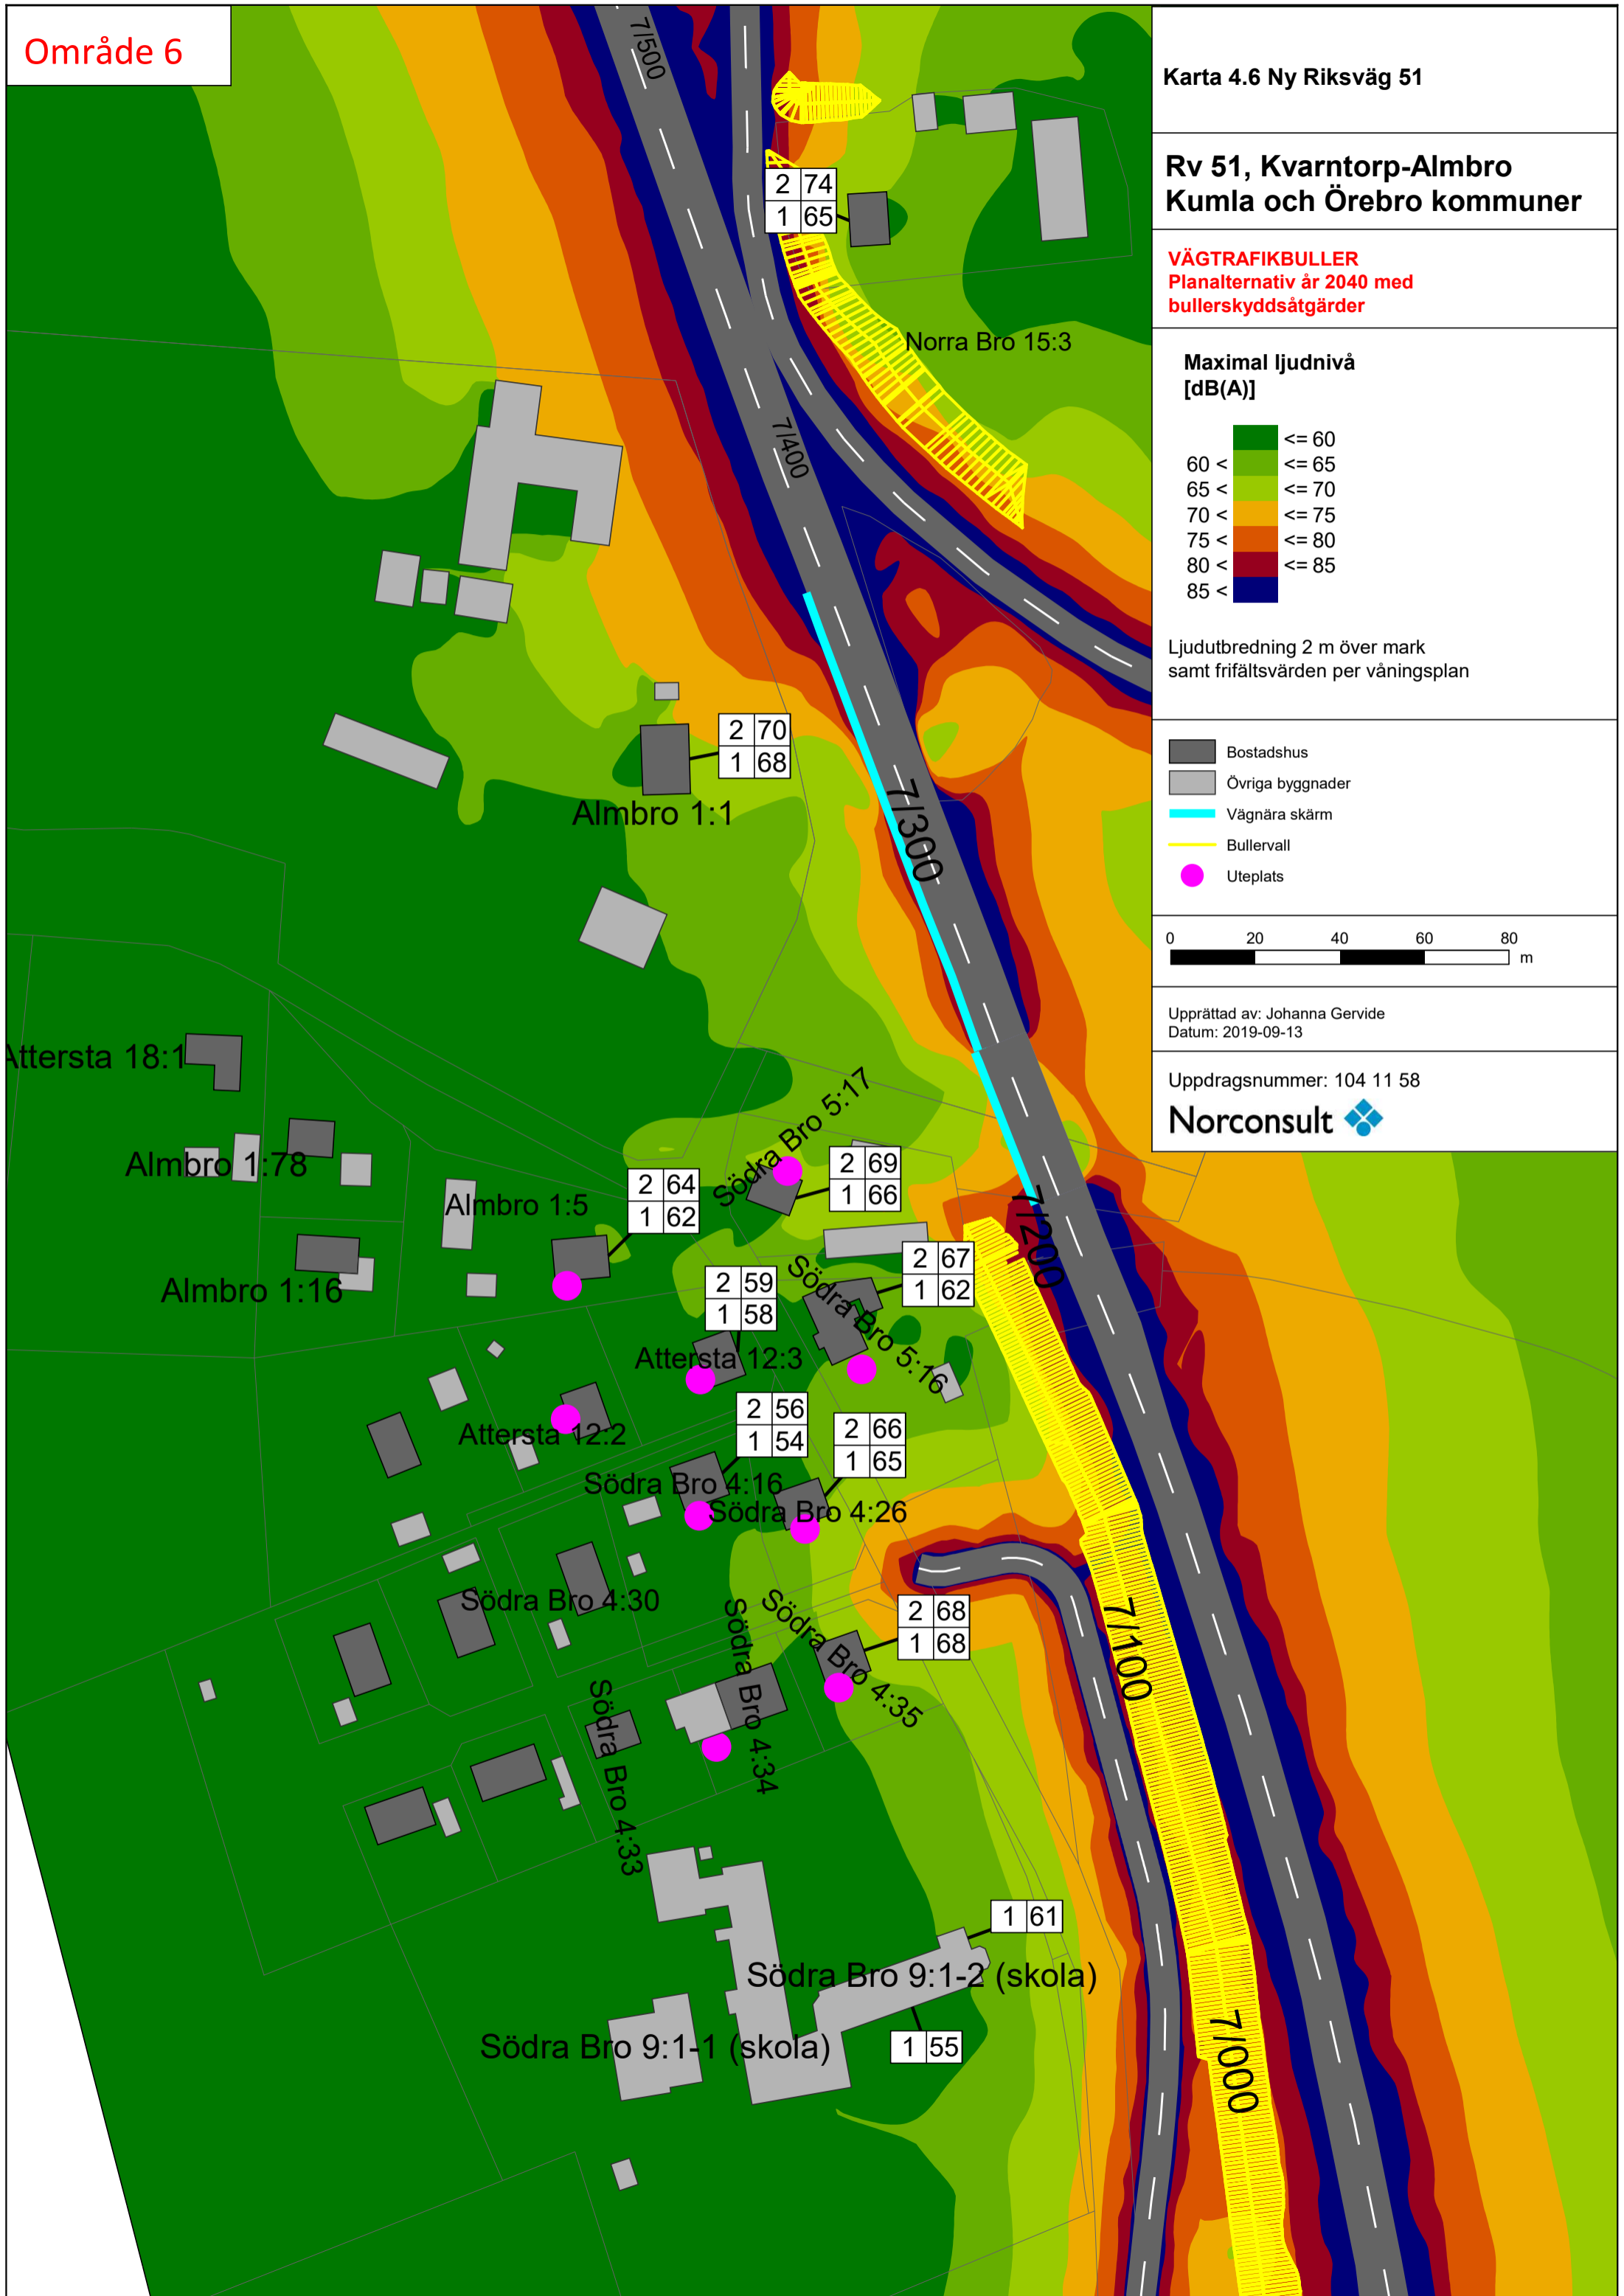 Område 6
Karta 4.6 Ny Riksväg 51
Rv 51, Kvarntorp-Almbro
Kumla och Örebro kommuner
VÄGTRAFIKBULLER
Planalternativ år 2040 med
bullerskyddsåtgärder
Maximal ljudnivå
[dB(A)]
<= 60
60 < <= 65
65 < <= 70
70 < <= 75
75 < <= 80
80 < <= 85
85 <
Ljudutbredning 2 m över mark
samt frifältsvärden per våningsplan
Bostadshus
Övriga byggnader
Vägnära skärm
Bullervall
Uteplats
0 20 40 60 80
m
Upprättad av: Johanna Gervide
Datum: 2019-09-13
Uppdragsnummer: 104 11 58
Norconsult
7/500
2 74
1 65
Norra Bro 15:3
7/400
2 70
1 68
Almbro 1:1
7/300
Attersta 18:1
Södra Bro 5:17
2 69
1 66
Almbro 1:78
Almbro 1:5
2 64
1 62
7/200
Almbro 1:16
2 67
1 62
Södra Bro 5:16
2 59
1 58
Attersta 12:3
2 56
1 54
2 66
1 65
Attersta 12:2
Södra Bro 4:16
Södra Bro 4:26
Södra Bro 4:30
2 68
1 68
Södra Bro 4:35
Södra Bro 4:34
Södra Bro 4:33
7/100
1 61
Södra Bro 9:1-2 (skola)
Södra Bro 9:1-1 (skola)
1 55
7/000